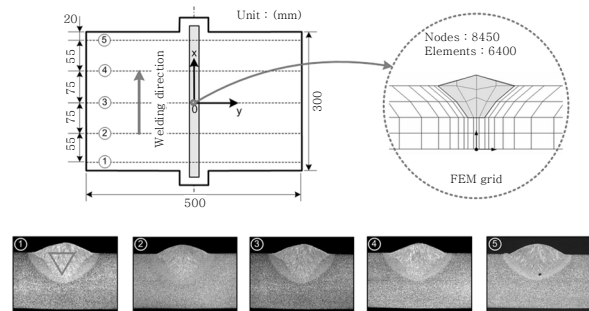 Unit : (mm)
20
55
75
75
55
⑤
④
③
②
①
Welding direction
x
0
y
300
500
Nodes : 8450
Elements : 6400
FEM grid
①
②
③
④
⑤